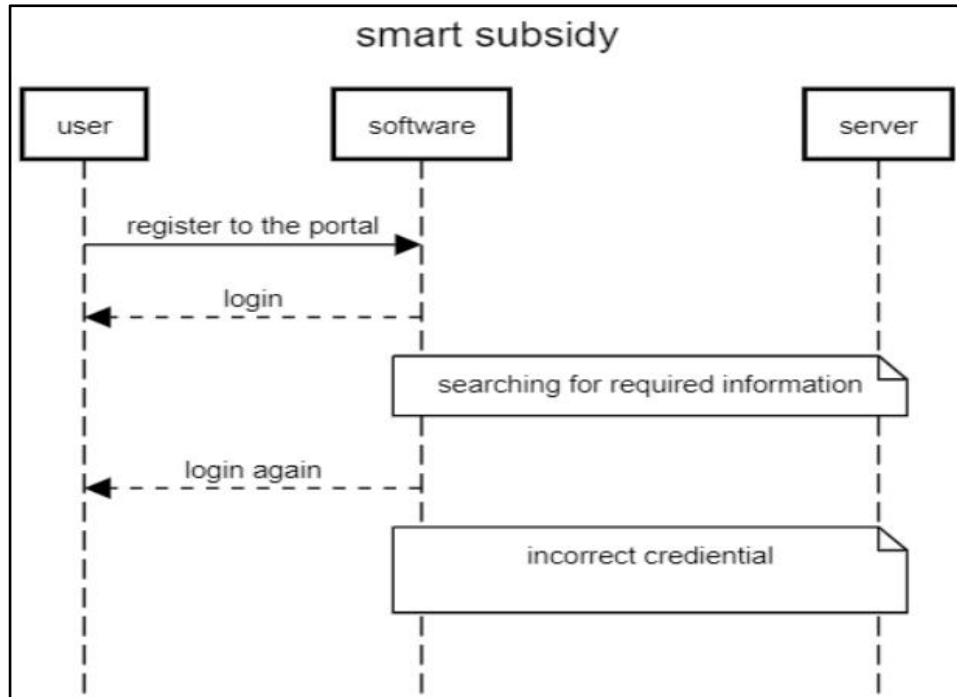 smart subsidy
user
software
server
register to the portal
login
searching for required information
login again
incorrect crediential